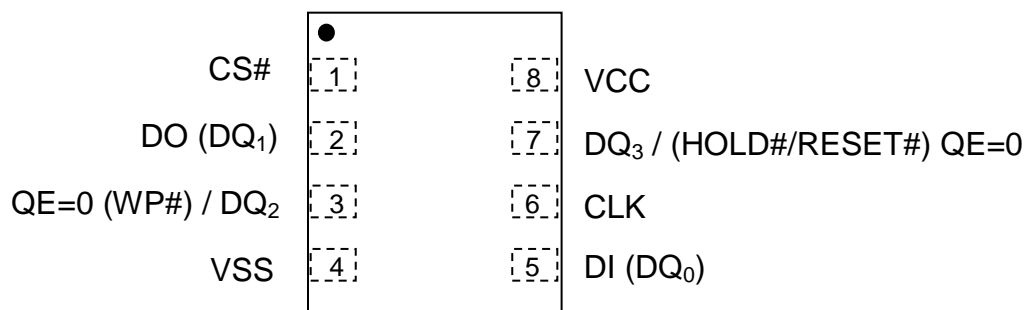 CS# 1 8 VCC
DO (DQ₁) 2 7 DQ₃ / (HOLD#/RESET#) QE=0
QE=0 (WP#) / DQ₂ 3 6 CLK
VSS 4 5 DI (DQ₀)